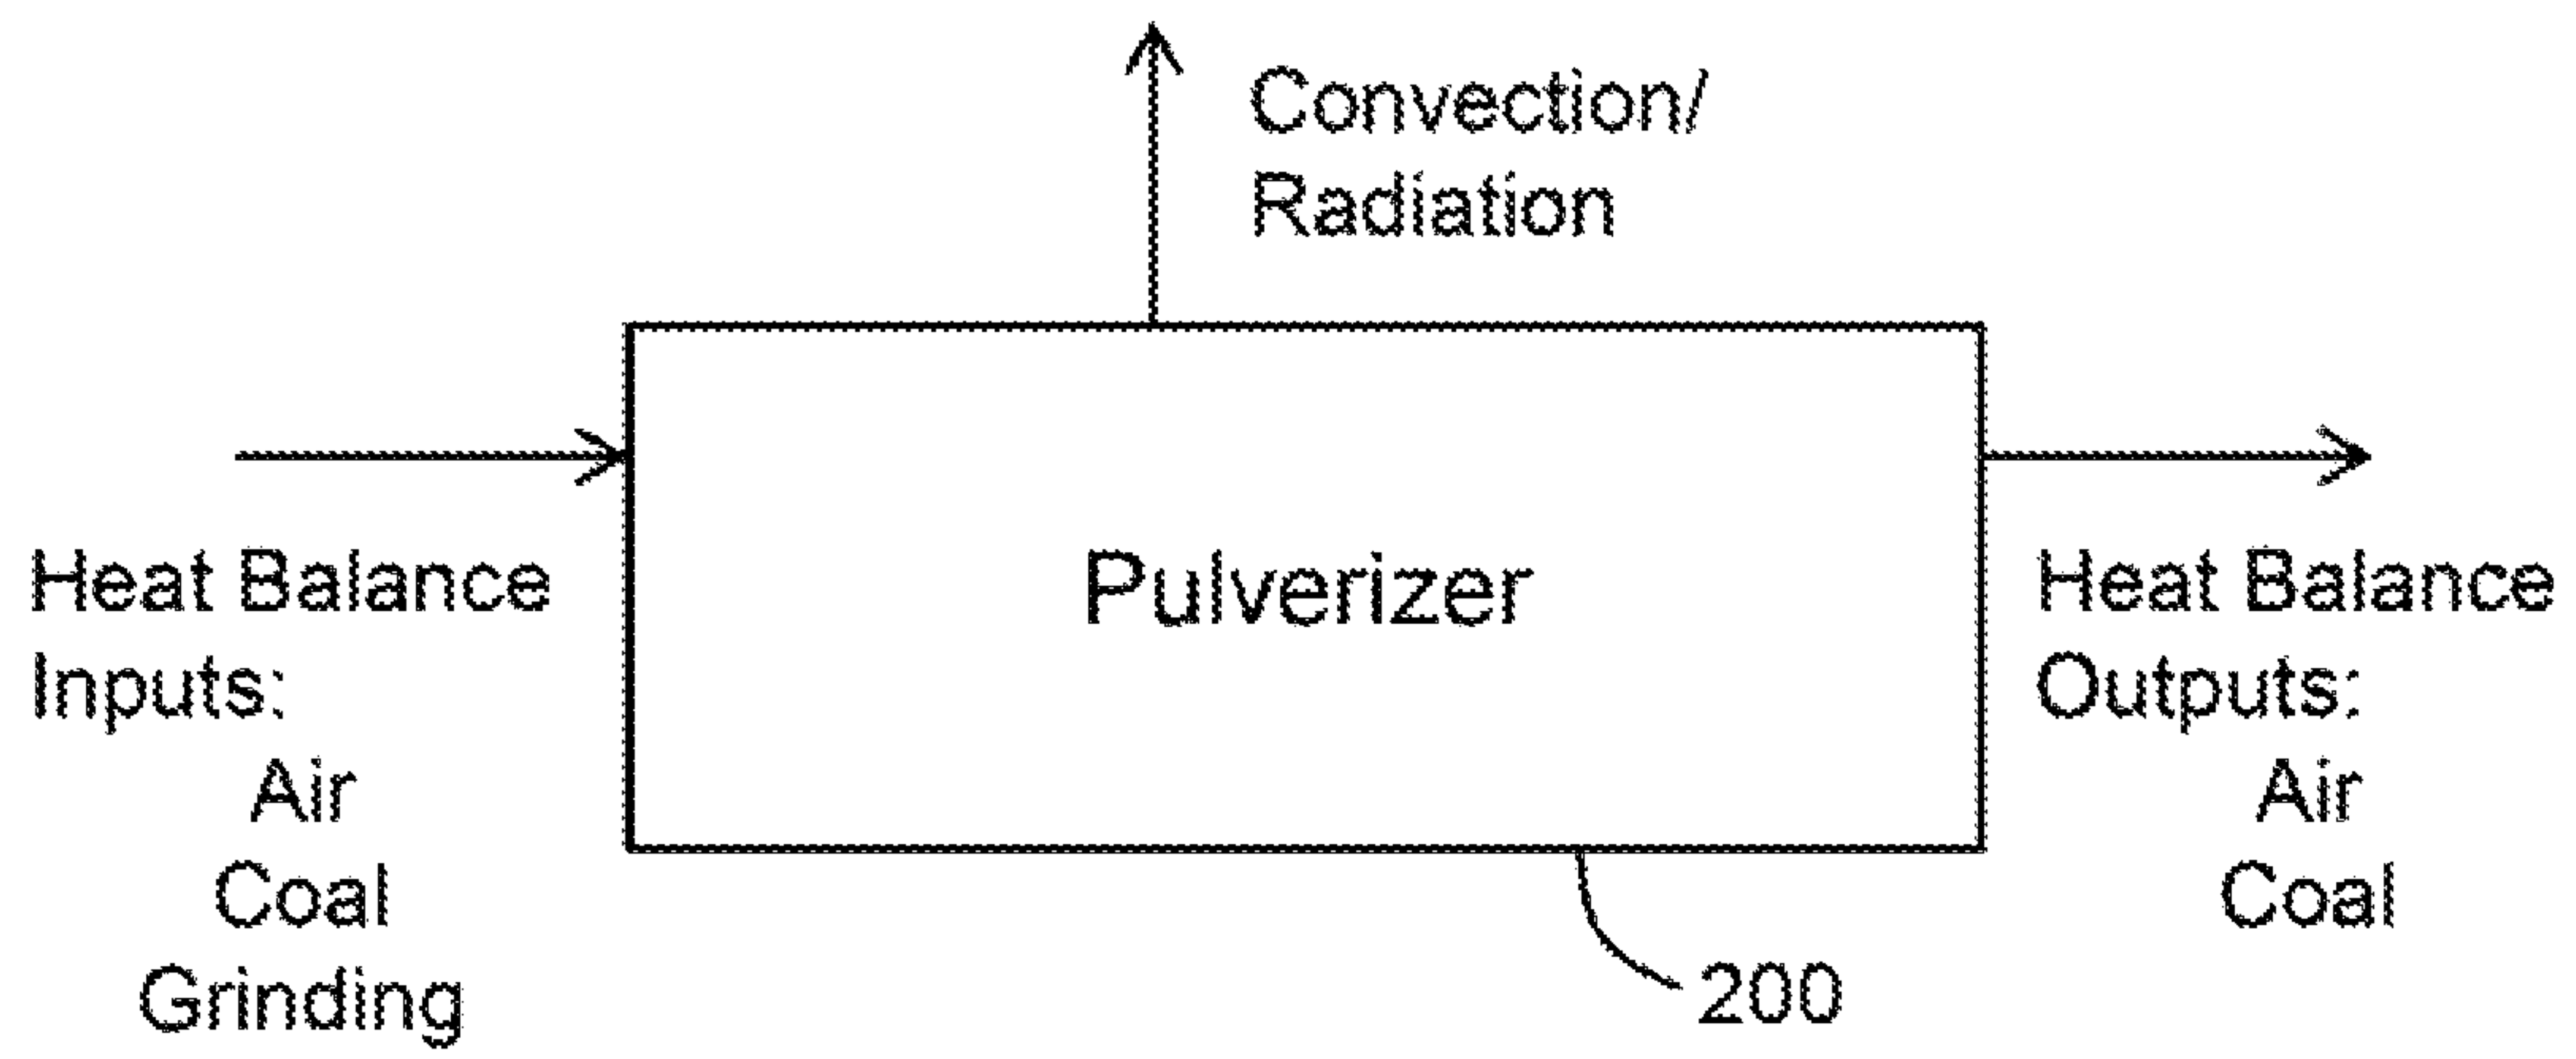 Convection/
Radiation
Heat Balance
Inputs:
Air
Coal
Grinding
Pulverizer
Heat Balance
Outputs:
Air
Coal
200